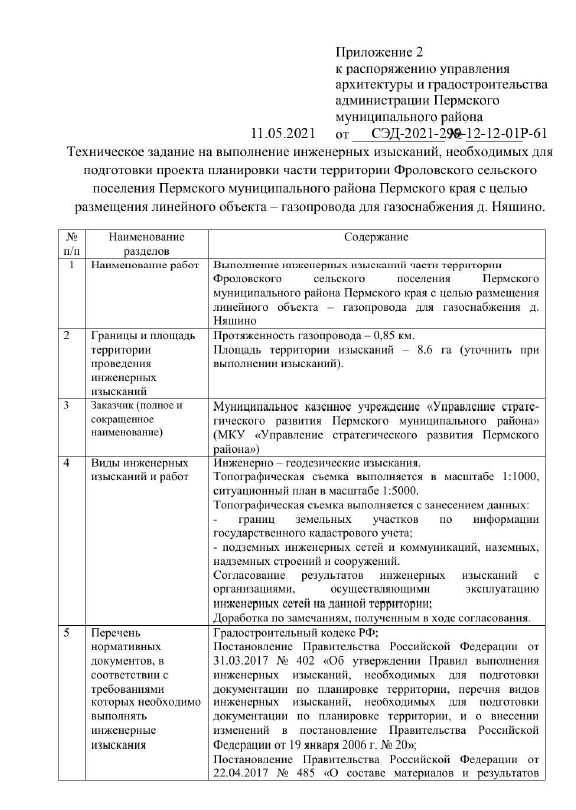 Приложение 2
к распоряжению управления
архитектуры и градостроительства
администрации Пермского
муниципального района
11.05.2021 от СЭД-2021-299-12-12-01Р-61
Техническое задание на выполнение инженерных изысканий, необходимых для
подготовки проекта планировки части территории Фроловского сельского
поселения Пермского муниципального района Пермского края с целью
размещения линейного объекта – газопровода для газоснабжения д. Няшино.
№ п/п
Наименование разделов
Содержание
1
Наименование работ
Выполнение инженерных изысканий части территории
Фроловского сельского поселения Пермского
муниципального района Пермского края с целью размещения
линейного объекта – газопровода для газоснабжения д.
Няшино
2
Границы и площадь
территории
проведения
инженерных
изысканий
Протяженность газопровода – 0,85 км.
Площадь территории изысканий – 8.6 га (уточнить при
выполнении изысканий).
3
Заказчик (полное и
сокращенное
наименование)
Муниципальное казенное учреждение «Управление страте-
гического развития Пермского муниципального района»
(МКУ «Управление стратегического развития Пермского
района»)
4
Виды инженерных
изысканий и работ
Инженерно – геодезические изыскания.
Топографическая съемка выполняется в масштабе 1:1000,
ситуационный план в масштабе 1:5000.
Топографическая съемка выполняется с занесением данных:
- границ земельных участков по информации
государственного кадастрового учета;
- подземных инженерных сетей и коммуникаций, наземных,
надземных строений и сооружений.
Согласование результатов инженерных изысканий с
организациями, осуществляющими эксплуатацию
инженерных сетей на данной территории;
Доработка по замечаниям, полученным в ходе согласования.
5
Перечень
нормативных
документов, в
соответствии с
требованиями
которых необходимо
выполнять
инженерные
изыскания
Градостроительный кодекс РФ;
Постановление Правительства Российской Федерации от
31.03.2017 № 402 «Об утверждении Правил выполнения
инженерных изысканий, необходимых для подготовки
документации по планировке территории, перечня видов
инженерных изысканий, необходимых для подготовки
документации по планировке территории, и о внесении
изменений в постановление Правительства Российской
Федерации от 19 января 2006 г. № 20»;
Постановление Правительства Российской Федерации от
22.04.2017 № 485 «О составе материалов и результатов